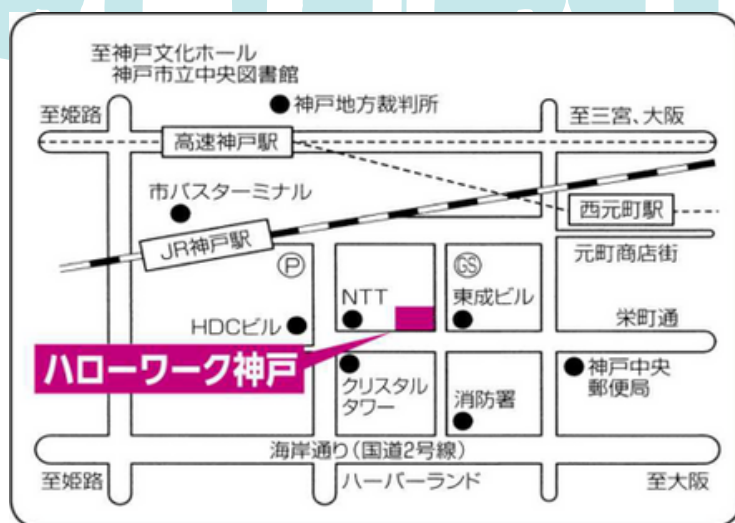 至神戸文化ホール
神戸市立中央図書館
神戸地方裁判所
至姫路
至三宮、大阪
高速神戸駅
市バスターミナル
西元町駅
JR神戸駅
元町商店街
P
GS
NTT
東成ビル
HDCビル
栄町通
ハローワーク神戸
クリスタル
タワー
神戸中央
郵便局
消防署
海岸通り(国道2号線)
至姫路
ハーバーランド
至大阪